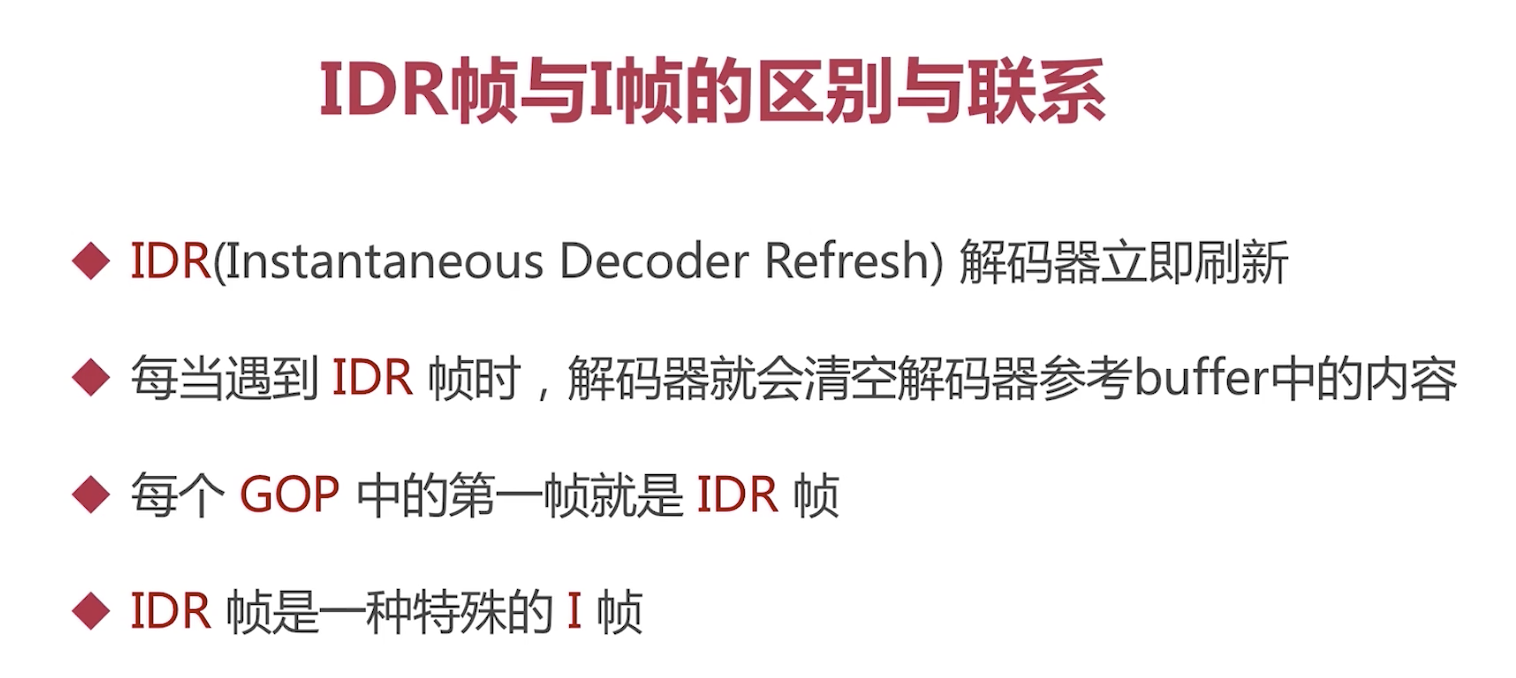 IDR帧与I帧的区别与联系
IDR(Instantaneous Decoder Refresh) 解码器立即刷新
每当遇到 IDR 帧时，解码器就会清空解码器参考buffer中的内容
每个 GOP 中的第一帧就是 IDR 帧
IDR 帧是一种特殊的 I 帧